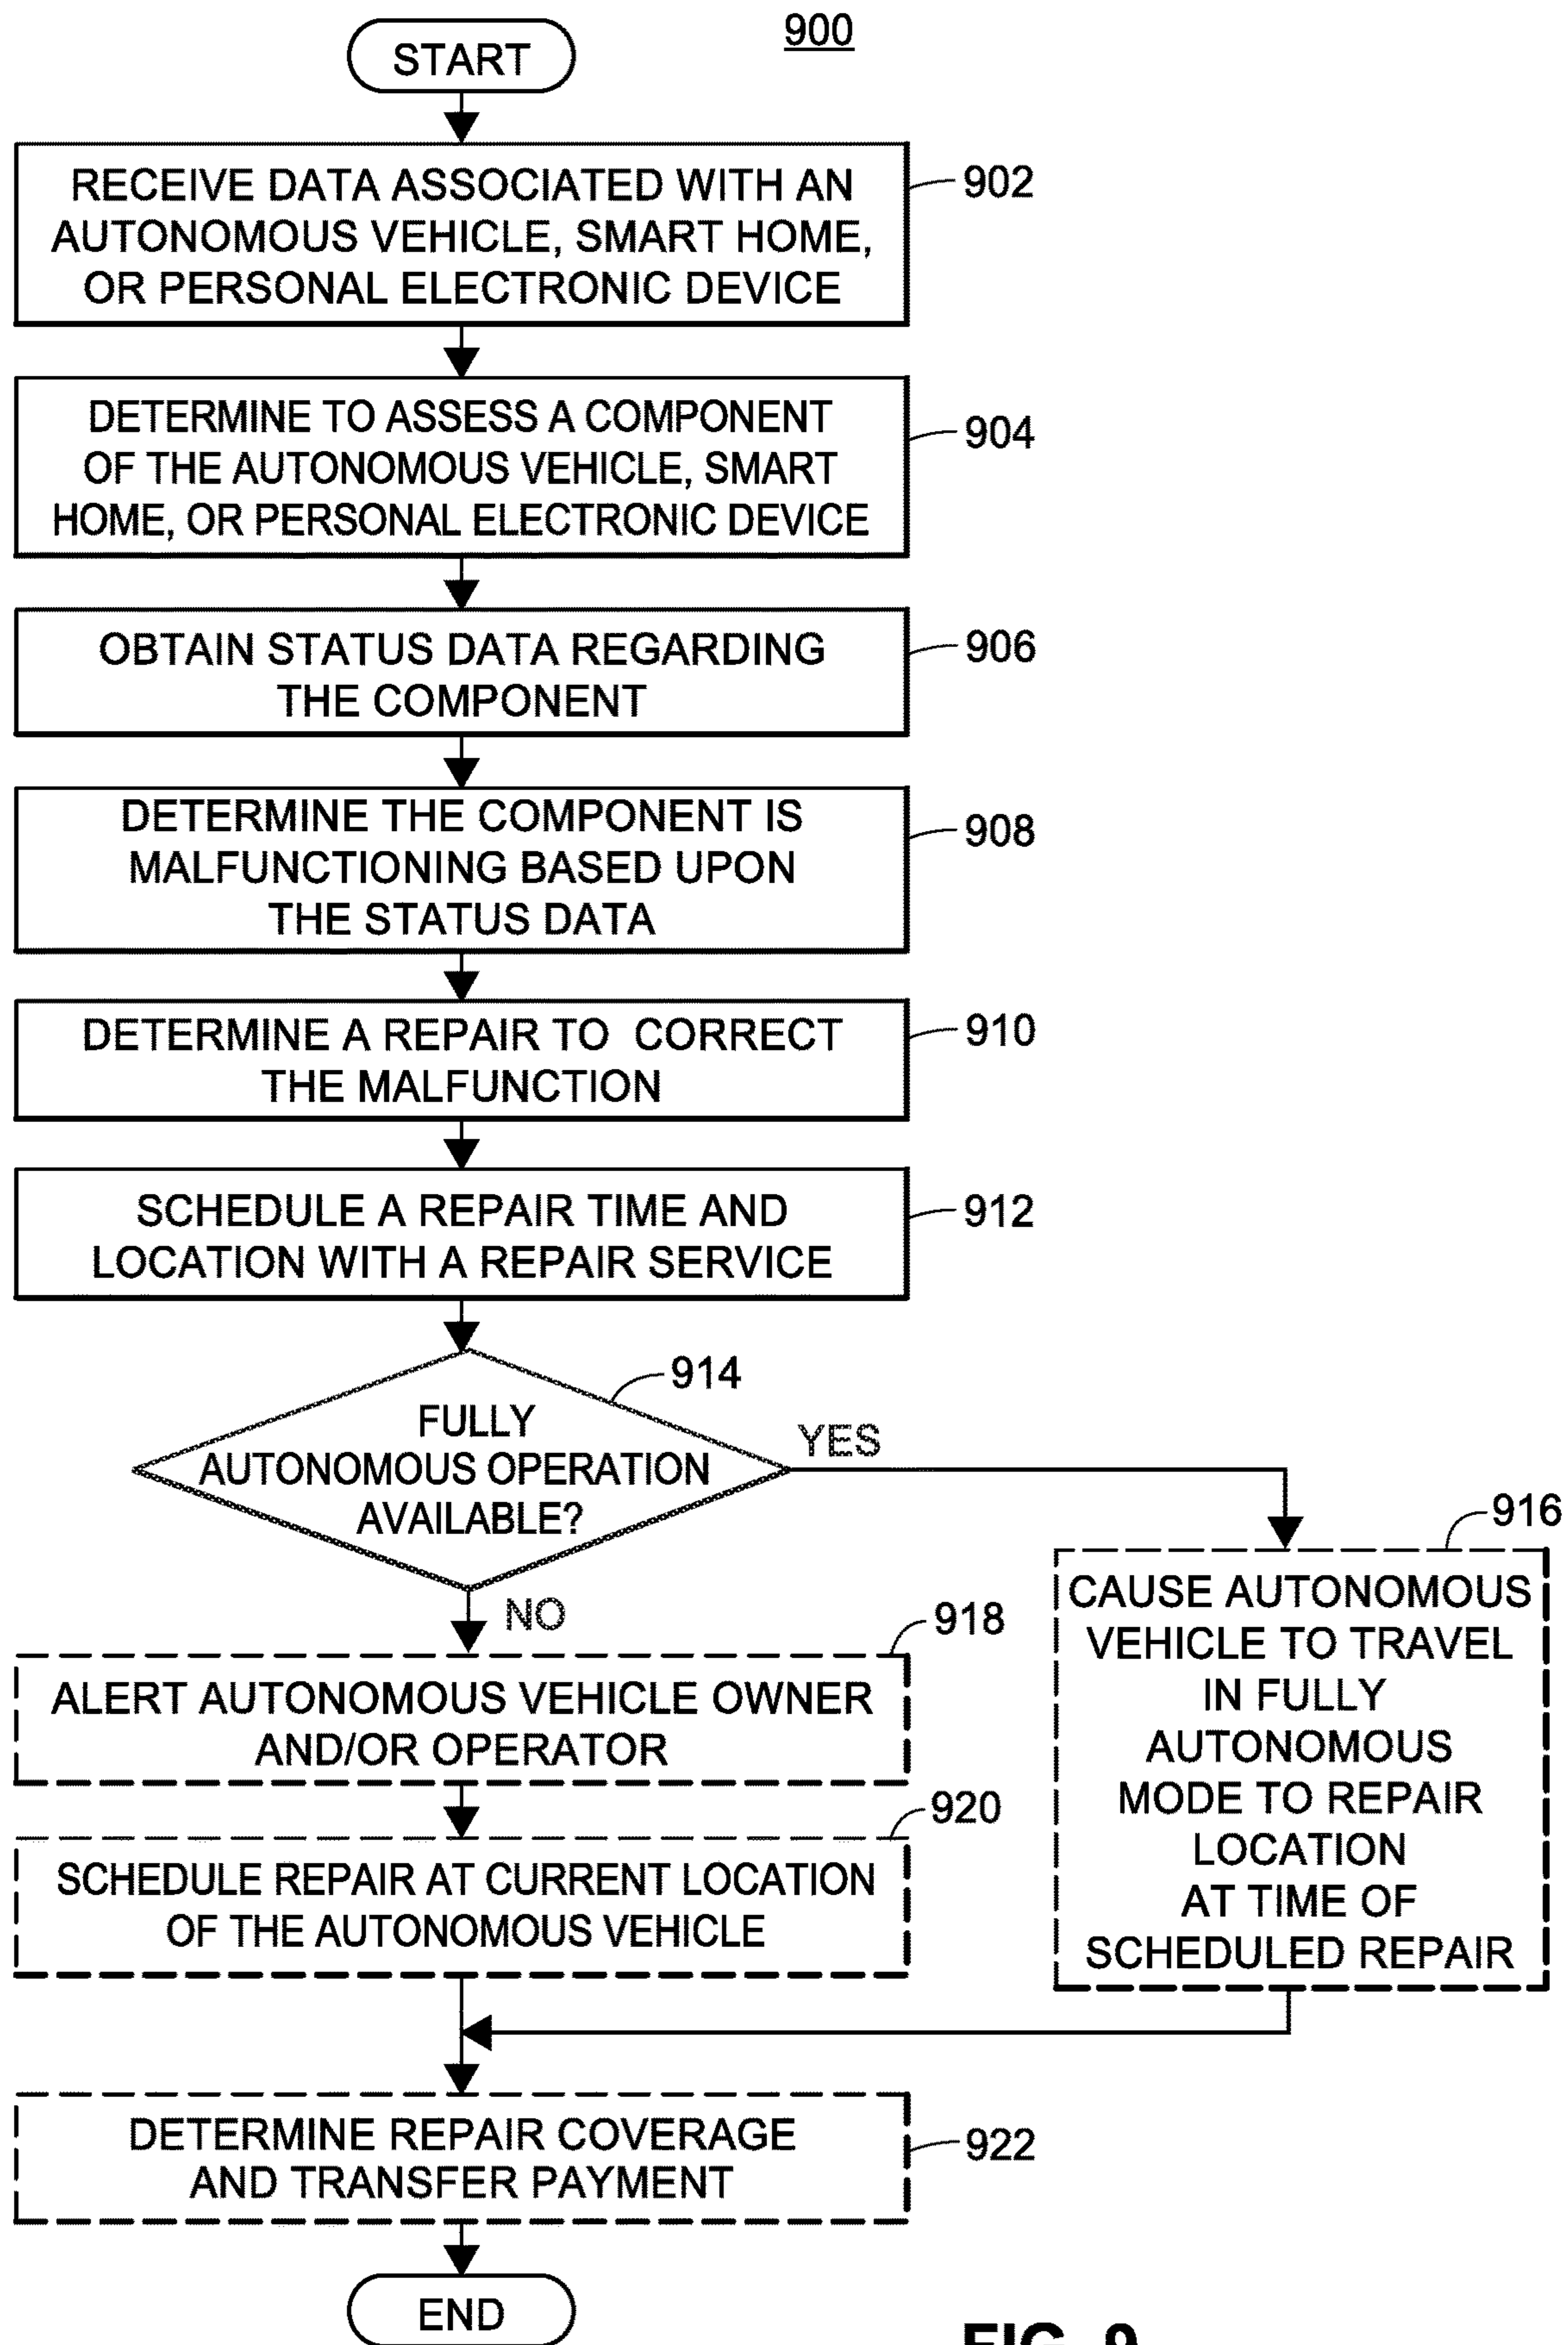 900
START
RECEIVE DATA ASSOCIATED WITH AN
AUTONOMOUS VEHICLE, SMART HOME,
OR PERSONAL ELECTRONIC DEVICE
902
DETERMINE TO ASSESS A COMPONENT
OF THE AUTONOMOUS VEHICLE, SMART
HOME, OR PERSONAL ELECTRONIC DEVICE
904
OBTAIN STATUS DATA REGARDING
THE COMPONENT
906
DETERMINE THE COMPONENT IS
MALFUNCTIONING BASED UPON
THE STATUS DATA
908
DETERMINE A REPAIR TO CORRECT
THE MALFUNCTION
910
SCHEDULE A REPAIR TIME AND
LOCATION WITH A REPAIR SERVICE
912
914
FULLY
AUTONOMOUS OPERATION
AVAILABLE?
YES
NO
916
CAUSE AUTONOMOUS
VEHICLE TO TRAVEL
IN FULLY
AUTONOMOUS
MODE TO REPAIR
LOCATION
AT TIME OF
SCHEDULED REPAIR
918
ALERT AUTONOMOUS VEHICLE OWNER
AND/OR OPERATOR
920
SCHEDULE REPAIR AT CURRENT LOCATION
OF THE AUTONOMOUS VEHICLE
DETERMINE REPAIR COVERAGE
AND TRANSFER PAYMENT
922
END
FIG. 9